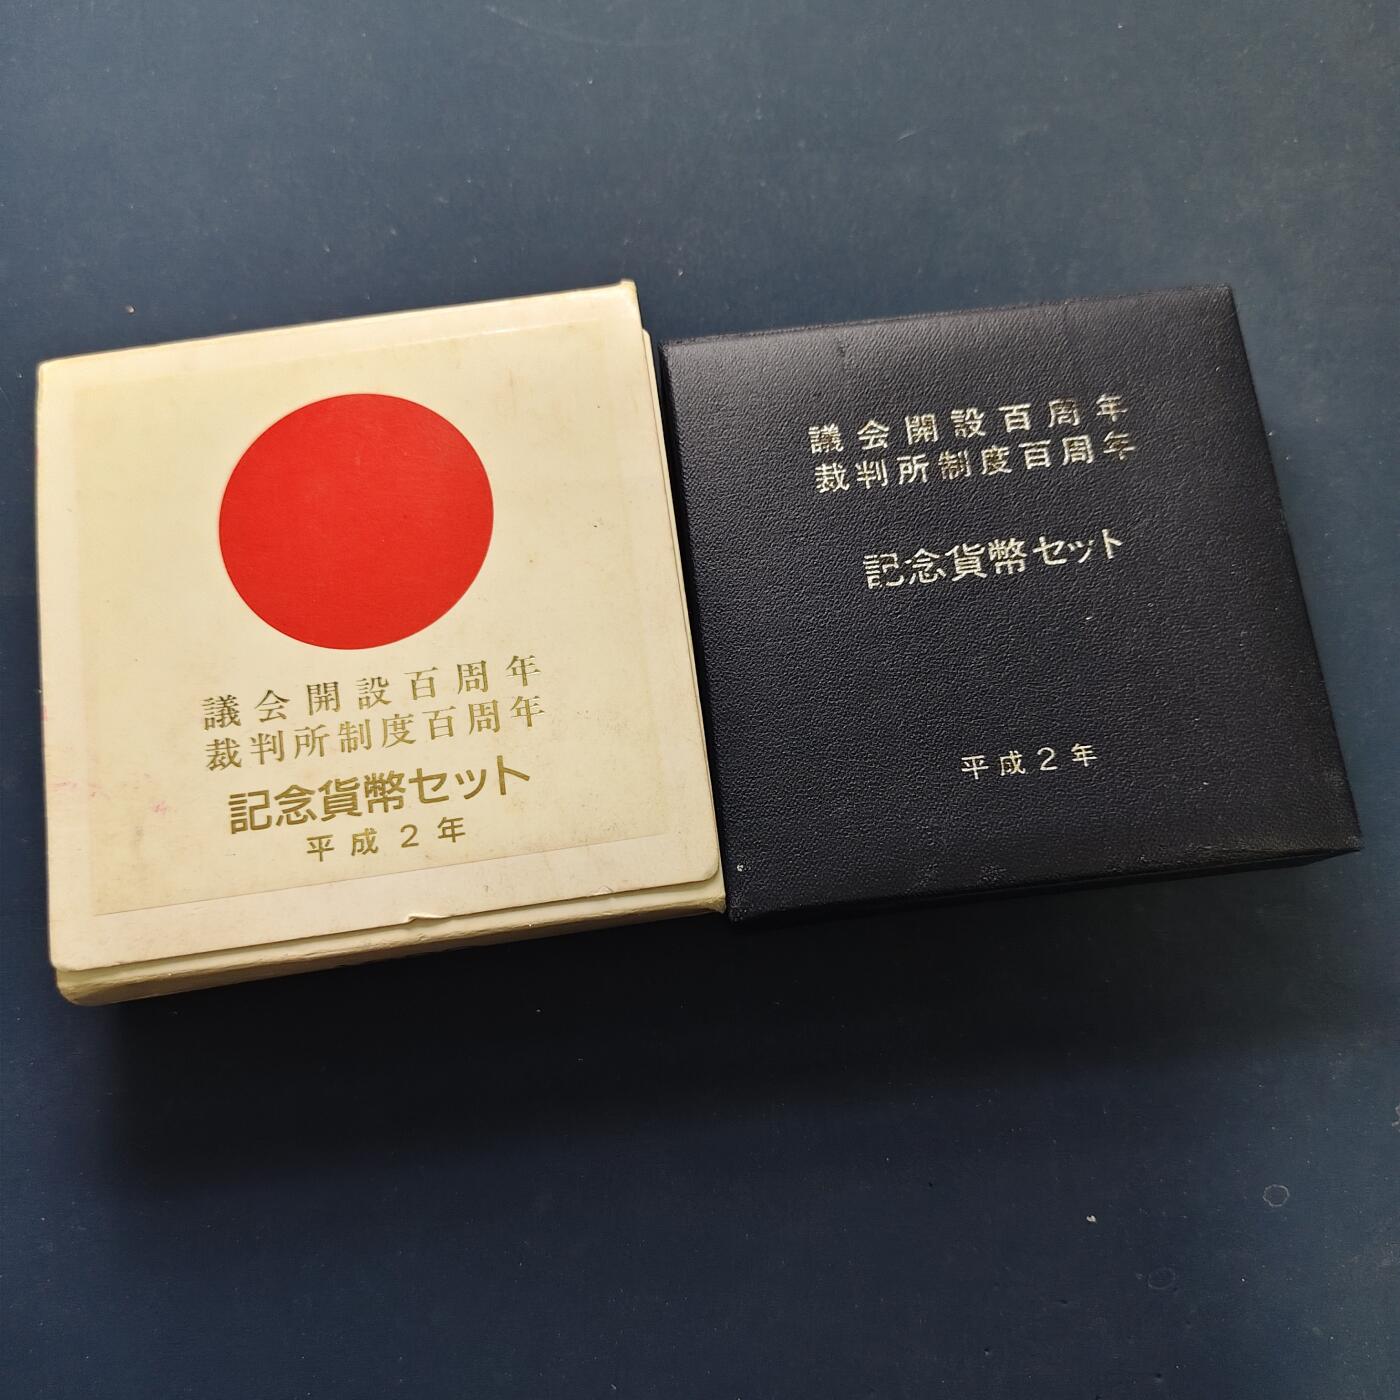 議会開設百周年
裁判所制度百周年
記念貨幣セット
平成2年
議会開設百周年
裁判所制度百周年
記念貨幣セット
平成2年